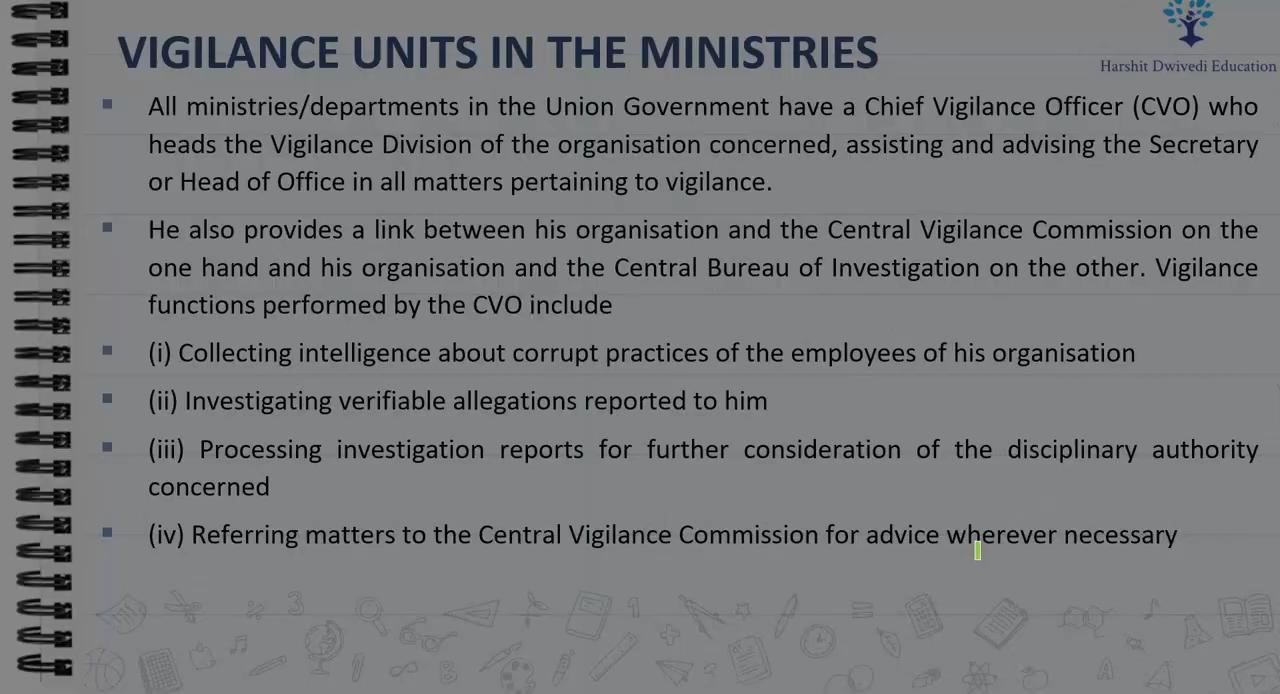 VIGILANCE UNITS IN THE MINISTRIES
Harshit Dwivedi Education
▪ All ministries/departments in the Union Government have a Chief Vigilance Officer (CVO) who
heads the Vigilance Division of the organisation concerned, assisting and advising the Secretary
or Head of Office in all matters pertaining to vigilance.
▪ He also provides a link between his organisation and the Central Vigilance Commission on the
one hand and his organisation and the Central Bureau of Investigation on the other. Vigilance
functions performed by the CVO include
▪ (i) Collecting intelligence about corrupt practices of the employees of his organisation
▪ (ii) Investigating verifiable allegations reported to him
▪ (iii) Processing investigation reports for further consideration of the disciplinary authority
concerned
▪ (iv) Referring matters to the Central Vigilance Commission for advice wherever necessary